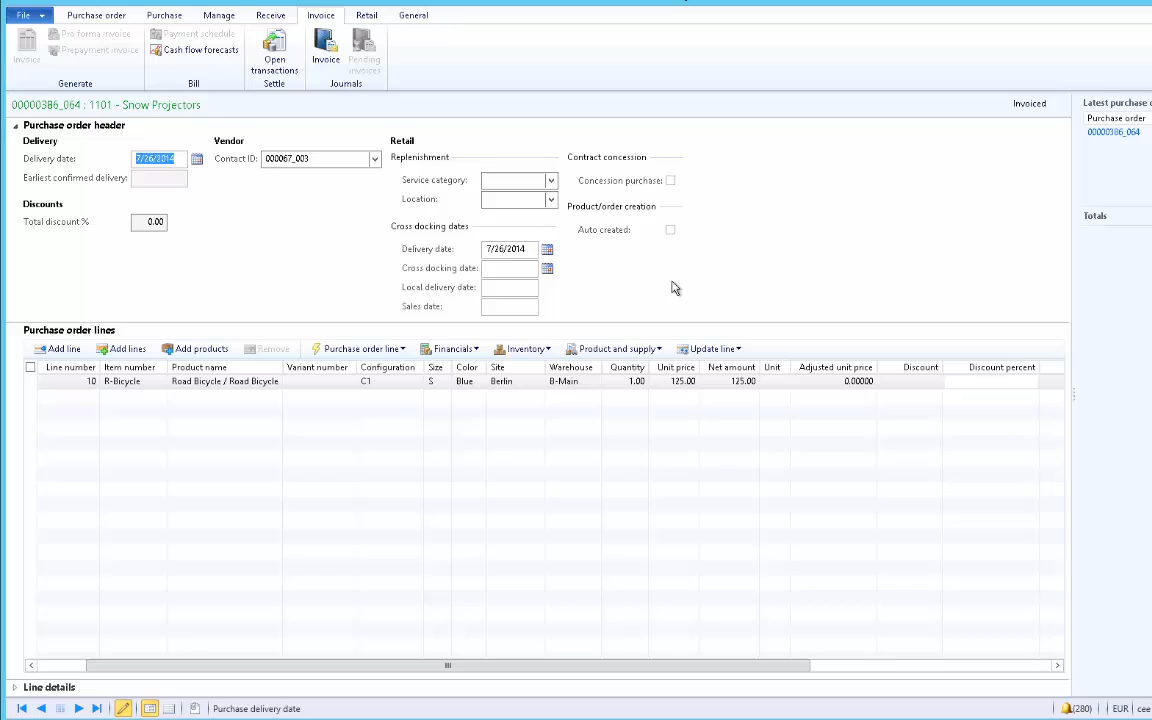 File Purchase order Purchase Manage Receive Invoice Retail General
Invoice Pro forma invoice Prepayment invoice Generate
Payment schedule Cash flow forecasts Bill
Open transactions Settle
Invoice Pending invoices Journals
00000386_064 : 1101 - Snow Projectors Invoiced
Latest purchase
Purchase order
00000386_064
Totals
Purchase order header
Delivery
Delivery date: 7/26/2014
Earliest confirmed delivery:
Discounts
Total discount % 0.00
Vendor
Contact ID: 000067_003
Retail
Replenishment
Service category:
Location:
Cross docking dates
Delivery date: 7/26/2014
Cross docking date:
Local delivery date:
Sales date:
Contract concession
Concession purchase:
Product/order creation
Auto created:
Purchase order lines
Add line Add lines Add products Remove Purchase order line Financials Inventory Product and supply Update line
Line number Item number Product name Variant number Configuration Size Color Site Warehouse Quantity Unit price Net amount Unit Adjusted unit price Discount Discount percent
10 R-Bicycle Road Bicycle / Road Bicycle C1 S Blue Berlin B-Main 1.00 125.00 125.00 0.00000
Line details
Purchase delivery date (280) EUR cee